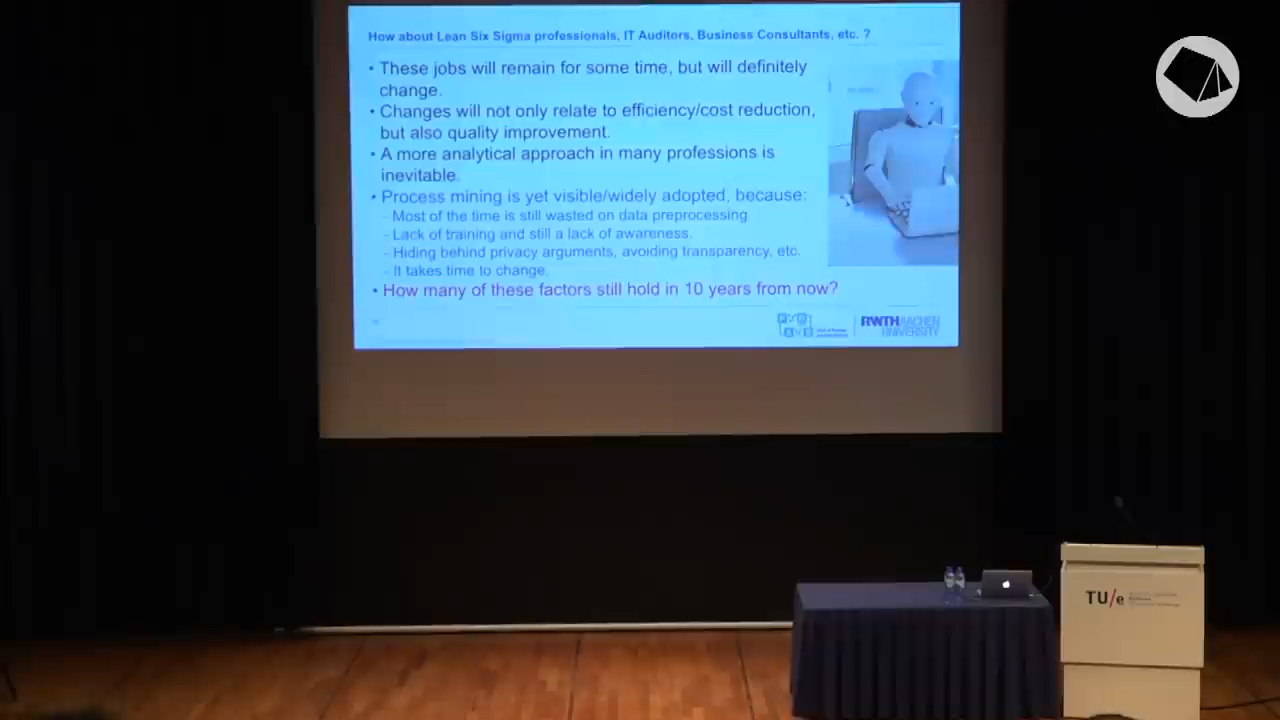 How about Lean Six Sigma professionals, IT Auditors, Business Consultants, etc. ?
• These jobs will remain for some time, but will definitely
change.
• Changes will not only relate to efficiency/cost reduction,
but also quality improvement.
• A more analytical approach in many professions is
inevitable.
• Process mining is yet visible/widely adopted, because:
- Most of the time is still wasted on data preprocessing
- Lack of training and still a lack of awareness.
- Hiding behind privacy arguments, avoiding transparency, etc.
- It takes time to change.
• How many of these factors still hold in 10 years from now?
RWTH AACHEN
UNIVERSITY
TU/e